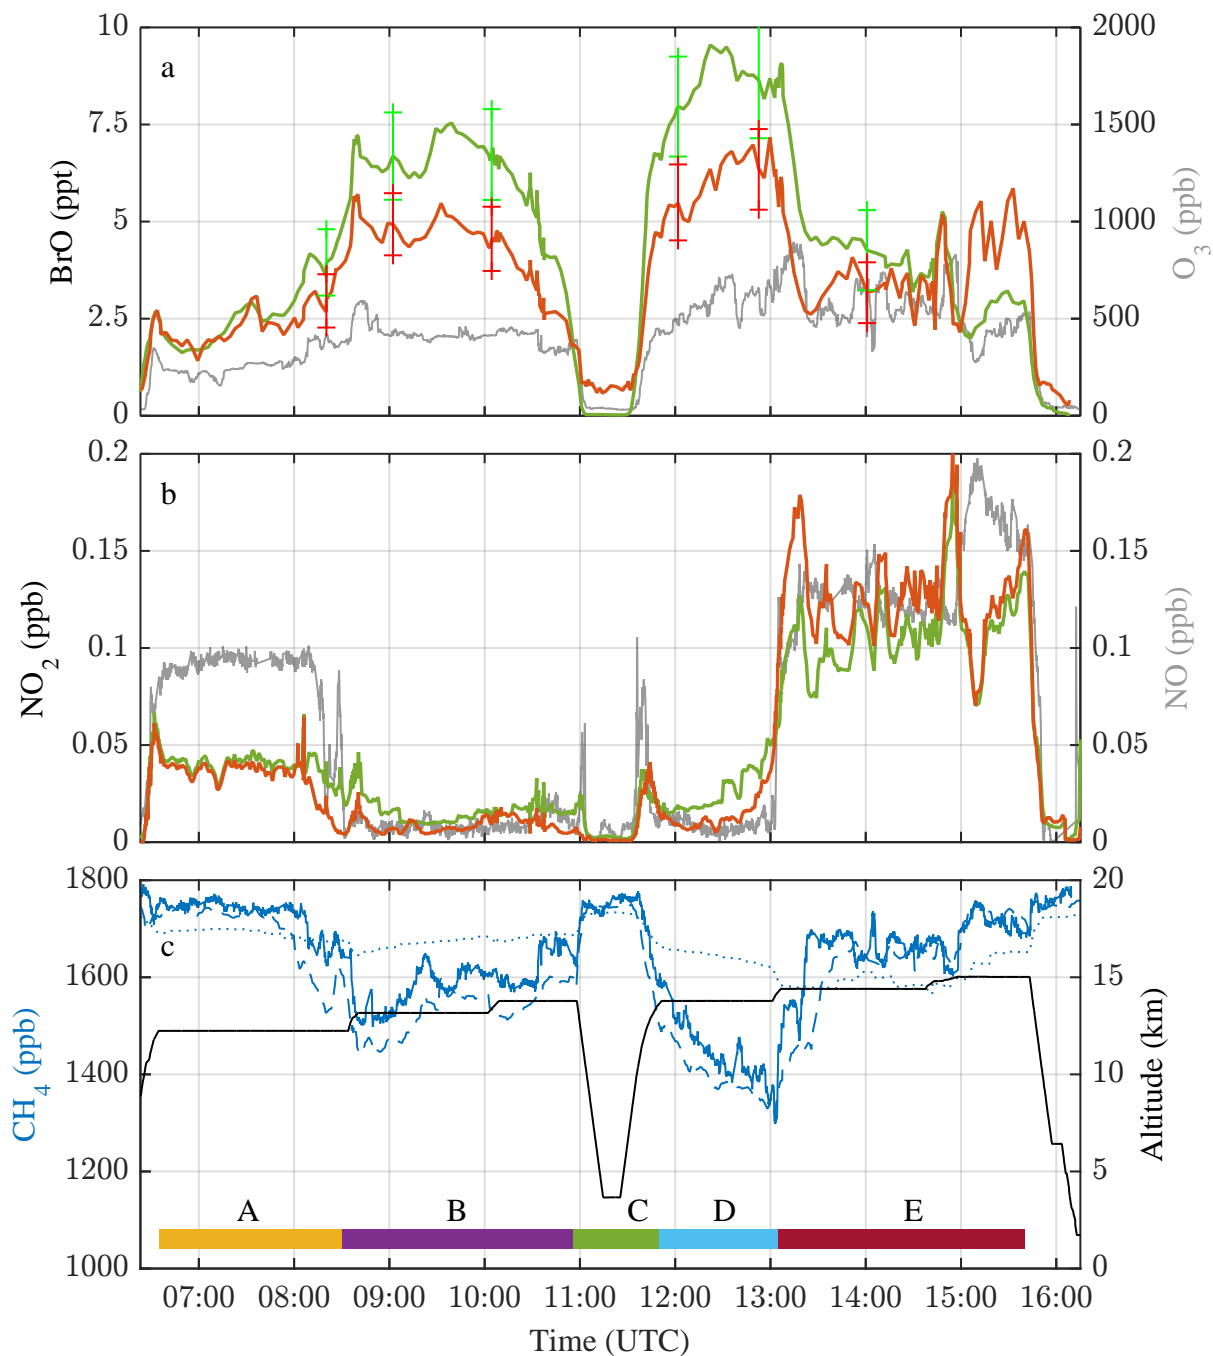 10 2000
a
7.5 1500
BrO (ppt) O3 (ppb)
5 1000
2.5 500
0 0
0.2 0.2
b
0.15 0.15
NO2 (ppb) NO (ppb)
0.1 0.1
0.05 0.05
0 0
1800 20
c
1600 15
CH4 (ppb) Altitude (km)
1400 10
1200 5
A B C D E
1000 0
07:00 08:00 09:00 10:00 11:00 12:00 13:00 14:00 15:00 16:00
Time (UTC)